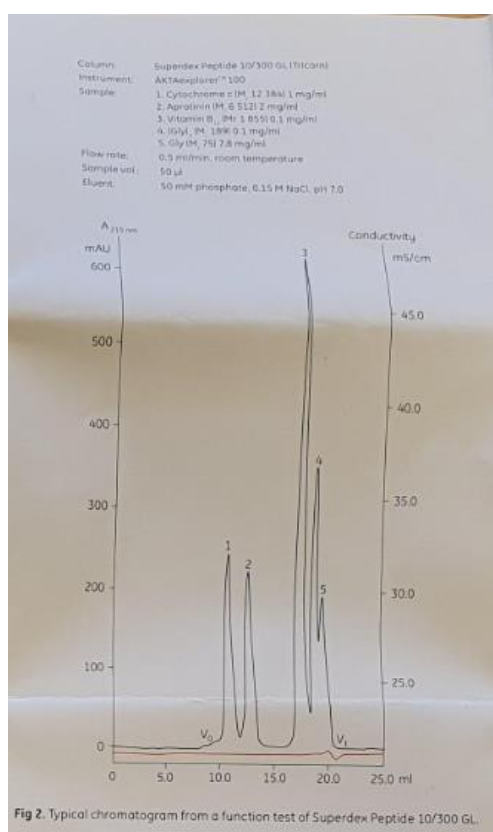 Column: Superdex Peptide 10/300 GL (Tricorn)
Instrument: ÄKTAexplorer™ 100
Sample: 1. Cytochrome c (Mr 12 384) 1 mg/ml
2. Aprotinin (Mr 6 512) 2 mg/ml
3. Vitamin B12 (Mr 1 855) 0.1 mg/ml
4. (Gly)3 (Mr 189) 0.1 mg/ml
5. Gly (Mr 75) 7.8 mg/ml
Flow rate: 0.5 ml/min, room temperature
Sample vol.: 50 µl
Eluent: 50 mM phosphate, 0.15 M NaCl, pH 7.0
A 215 nm
mAU
Conductivity
mS/cm
600
500
400
300
200
100
0
45.0
40.0
35.0
30.0
25.0
1
2
3
4
5
V0
Vt
0 5.0 10.0 15.0 20.0 25.0 ml
Fig 2. Typical chromatogram from a function test of Superdex Peptide 10/300 GL.